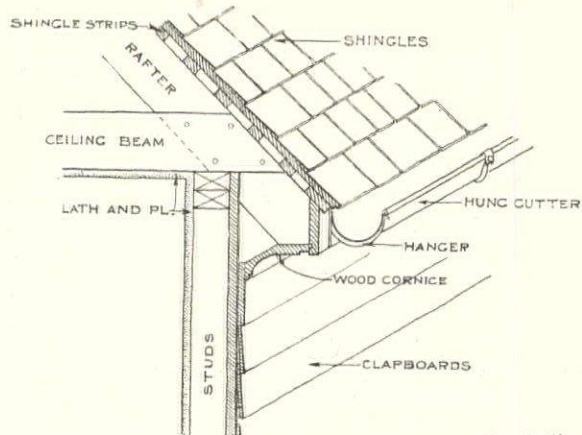 SHINGLE STRIPS
SHINGLES
RAFTER
CEILING BEAM
LATH AND PL.
HUNG GUTTER
HANGER
WOOD CORNICE
STUDS
CLAPBOARDS